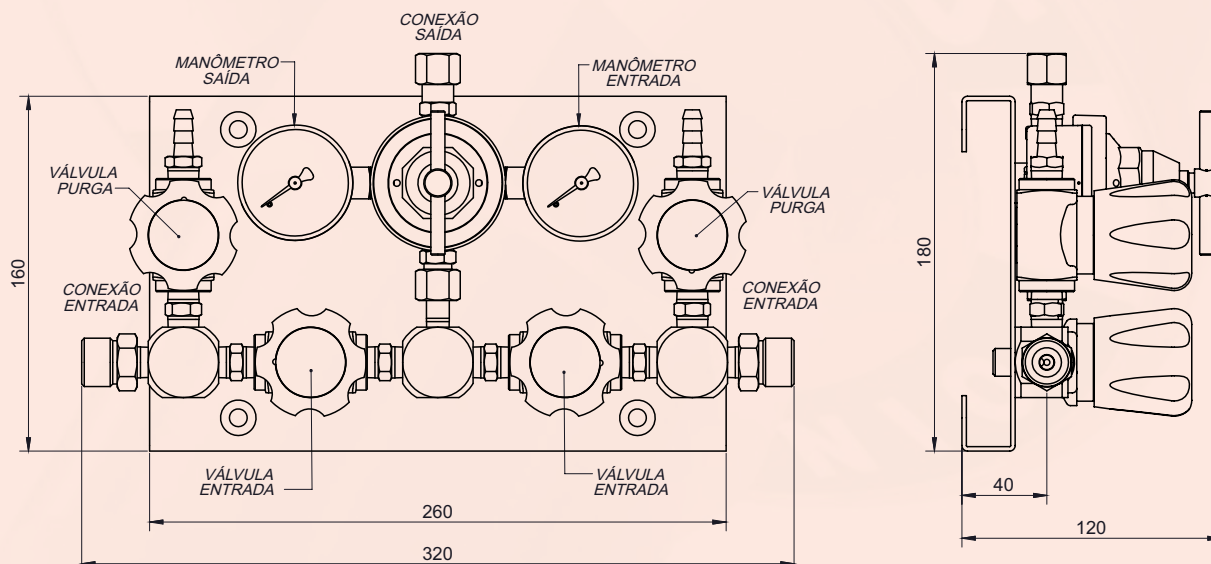 CONEXÃO
SAÍDA
MANÔMETRO
SAÍDA
MANÔMETRO
ENTRADA
VÁLVULA
PURGA
VÁLVULA
PURGA
160
180
CONEXÃO
ENTRADA
CONEXÃO
ENTRADA
VÁLVULA
ENTRADA
VÁLVULA
ENTRADA
40
260
120
320